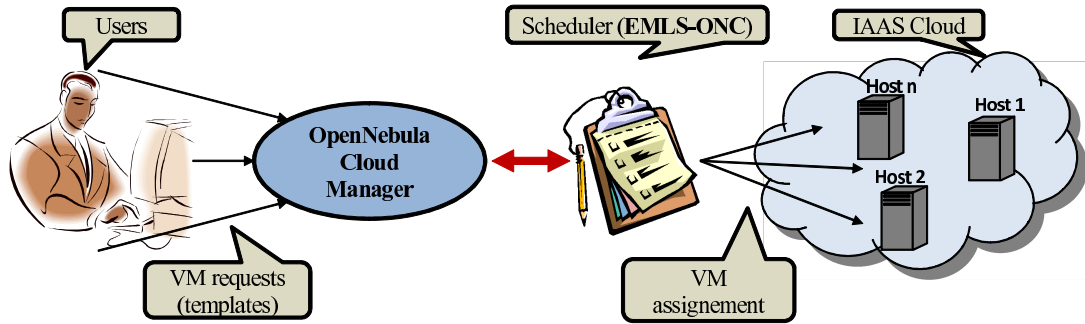 Users
Scheduler (EMLS-ONC)
IAAS Cloud
Host n
Host 1
OpenNebula
Cloud
Manager
Host 2
VM requests
(templates)
VM
assignement